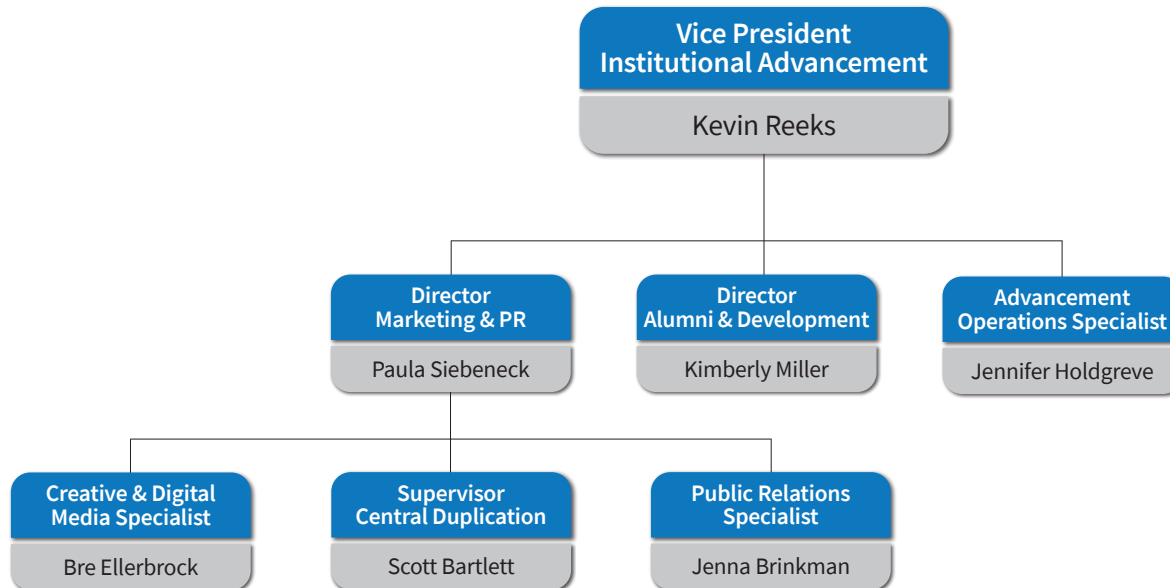 Vice President
Institutional Advancement
Kevin Reeks
Director
Marketing & PR
Paula Siebeneck
Director
Alumni & Development
Kimberly Miller
Advancement
Operations Specialist
Jennifer Holdgreve
Creative & Digital
Media Specialist
Bre Ellerbrock
Supervisor
Central Duplication
Scott Bartlett
Public Relations
Specialist
Jenna Brinkman